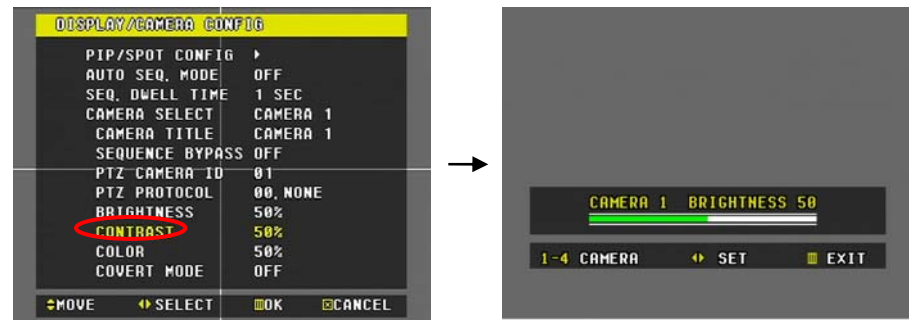 DISPLAY/CAMERA CONFIG
PIP/SPOT CONFIG
AUTO SEQ. MODE OFF
SEQ. DWELL TIME 1 SEC
CAMERA SELECT CAMERA 1
CAMERA TITLE CAMERA 1
SEQUENCE BYPASS OFF
PTZ CAMERA ID 01
PTZ PROTOCOL 00, NONE
BRIGHTNESS 50%
CONTRAST 50%
COLOR 50%
COVERT MODE OFF
MOVE SELECT OK CANCEL
CAMERA 1 BRIGHTNESS 50
1-4 CAMERA SET EXIT